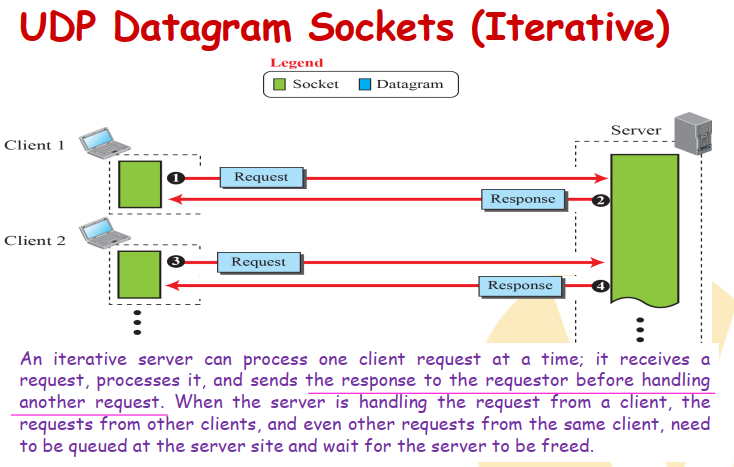 UDP Datagram Sockets (Iterative)
Legend
Socket Datagram
Server
Client 1
1 Request
Response 2
Client 2
3 Request
Response 4
An iterative server can process one client request at a time; it receives a
request, processes it, and sends the response to the requestor before handling
another request. When the server is handling the request from a client, the
requests from other clients, and even other requests from the same client, need
to be queued at the server site and wait for the server to be freed.